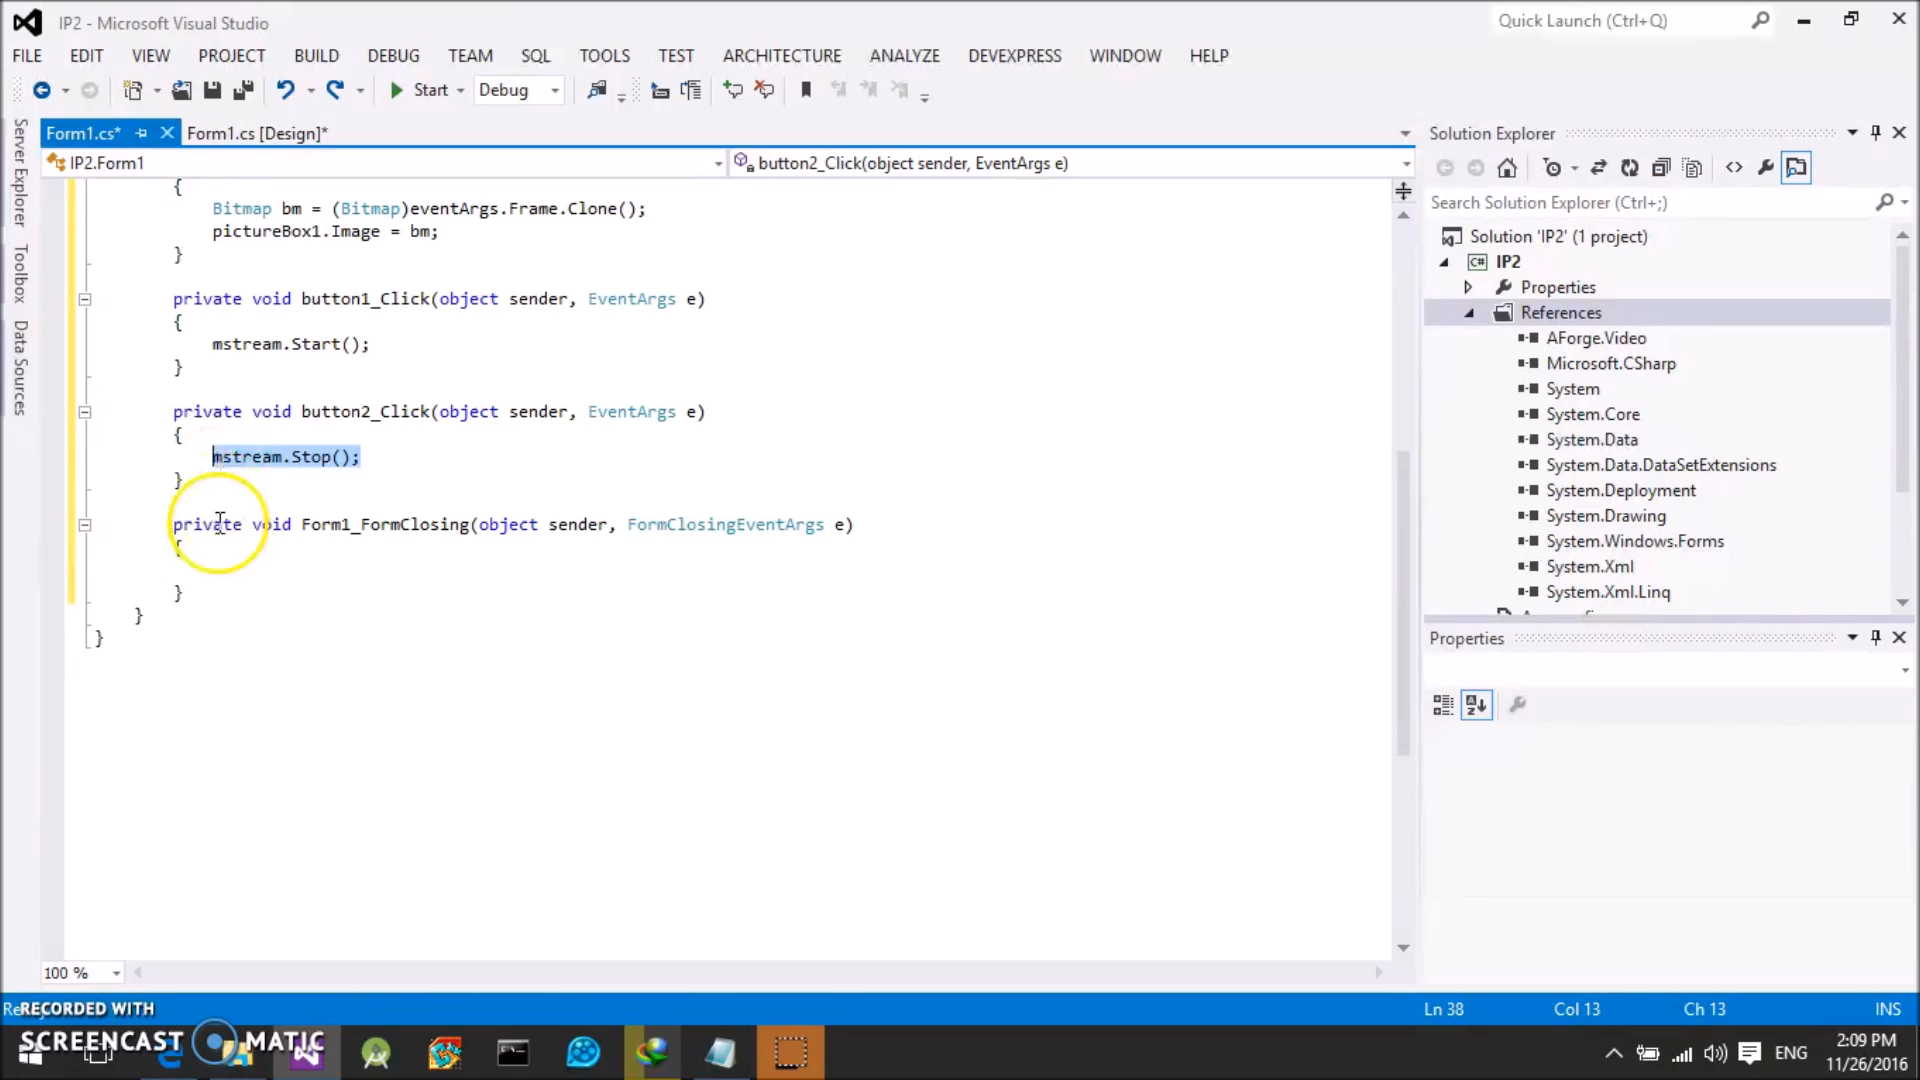 IP2 - Microsoft Visual Studio
Quick Launch (Ctrl+Q)
FILE EDIT VIEW PROJECT BUILD DEBUG TEAM SQL TOOLS TEST ARCHITECTURE ANALYZE DEVEXPRESS WINDOW HELP
Start Debug
Server Explorer
Toolbox
Data Sources
Form1.cs* Form1.cs [Design]*
IP2.Form1 button2_Click(object sender, EventArgs e)
{
Bitmap bm = (Bitmap)eventArgs.Frame.Clone();
pictureBox1.Image = bm;
}
private void button1_Click(object sender, EventArgs e)
{
mstream.Start();
}
private void button2_Click(object sender, EventArgs e)
{
mstream.Stop();
}
private void Form1_FormClosing(object sender, FormClosingEventArgs e)
{
}
}
}
100 %
Solution Explorer
Search Solution Explorer (Ctrl+;)
Solution 'IP2' (1 project)
C# IP2
Properties
References
AForge.Video
Microsoft.CSharp
System
System.Core
System.Data
System.Data.DataSetExtensions
System.Deployment
System.Drawing
System.Windows.Forms
System.Xml
System.Xml.Linq
Properties
Ln 38 Col 13 Ch 13 INS
RECORDED WITH
SCREENCAST MATIC
ENG
2:09 PM
11/26/2016